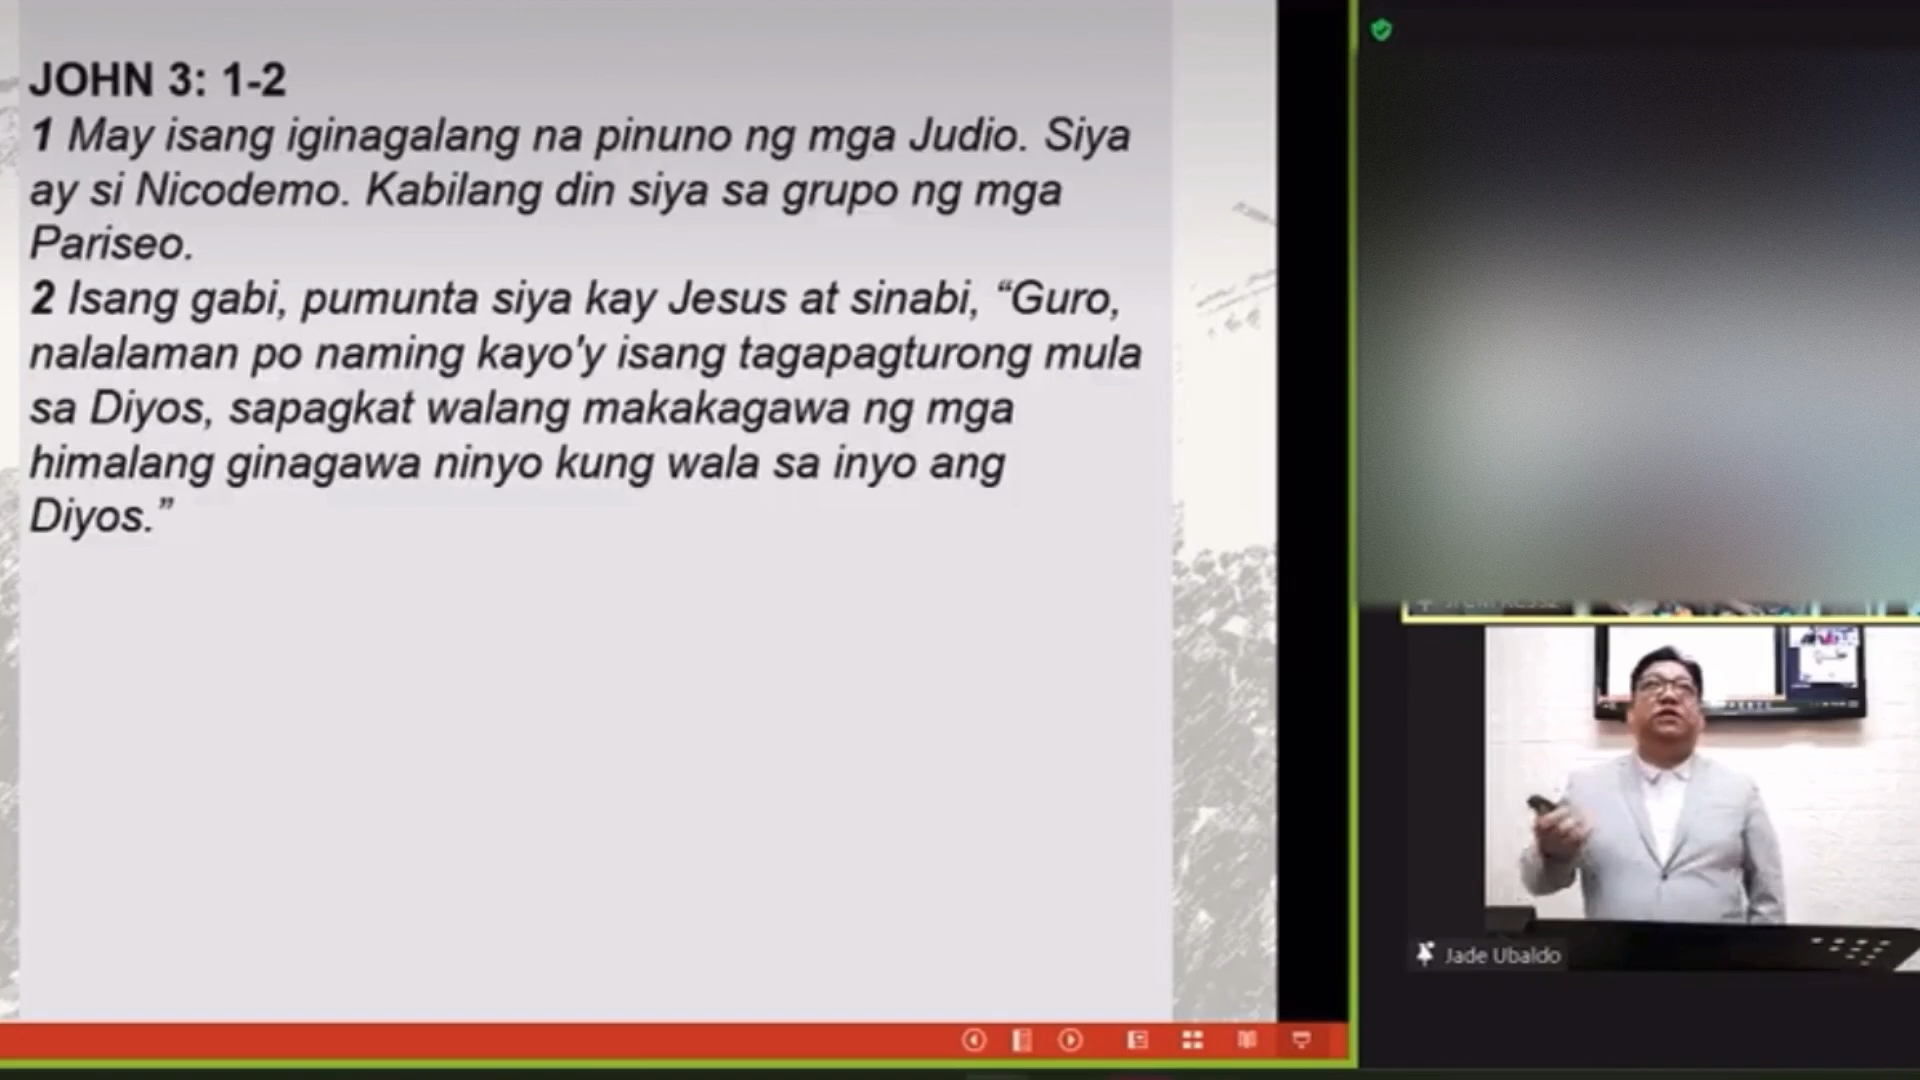 JOHN 3: 1-2
1 May isang iginagalang na pinuno ng mga Judio. Siya
ay si Nicodemo. Kabilang din siya sa grupo ng mga
Pariseo.
2 Isang gabi, pumunta siya kay Jesus at sinabi, “Guro,
nalalaman po naming kayo'y isang tagapagturong mula
sa Diyos, sapagkat walang makakagawa ng mga
himalang ginagawa ninyo kung wala sa inyo ang
Diyos.”
Jade Ubaldo